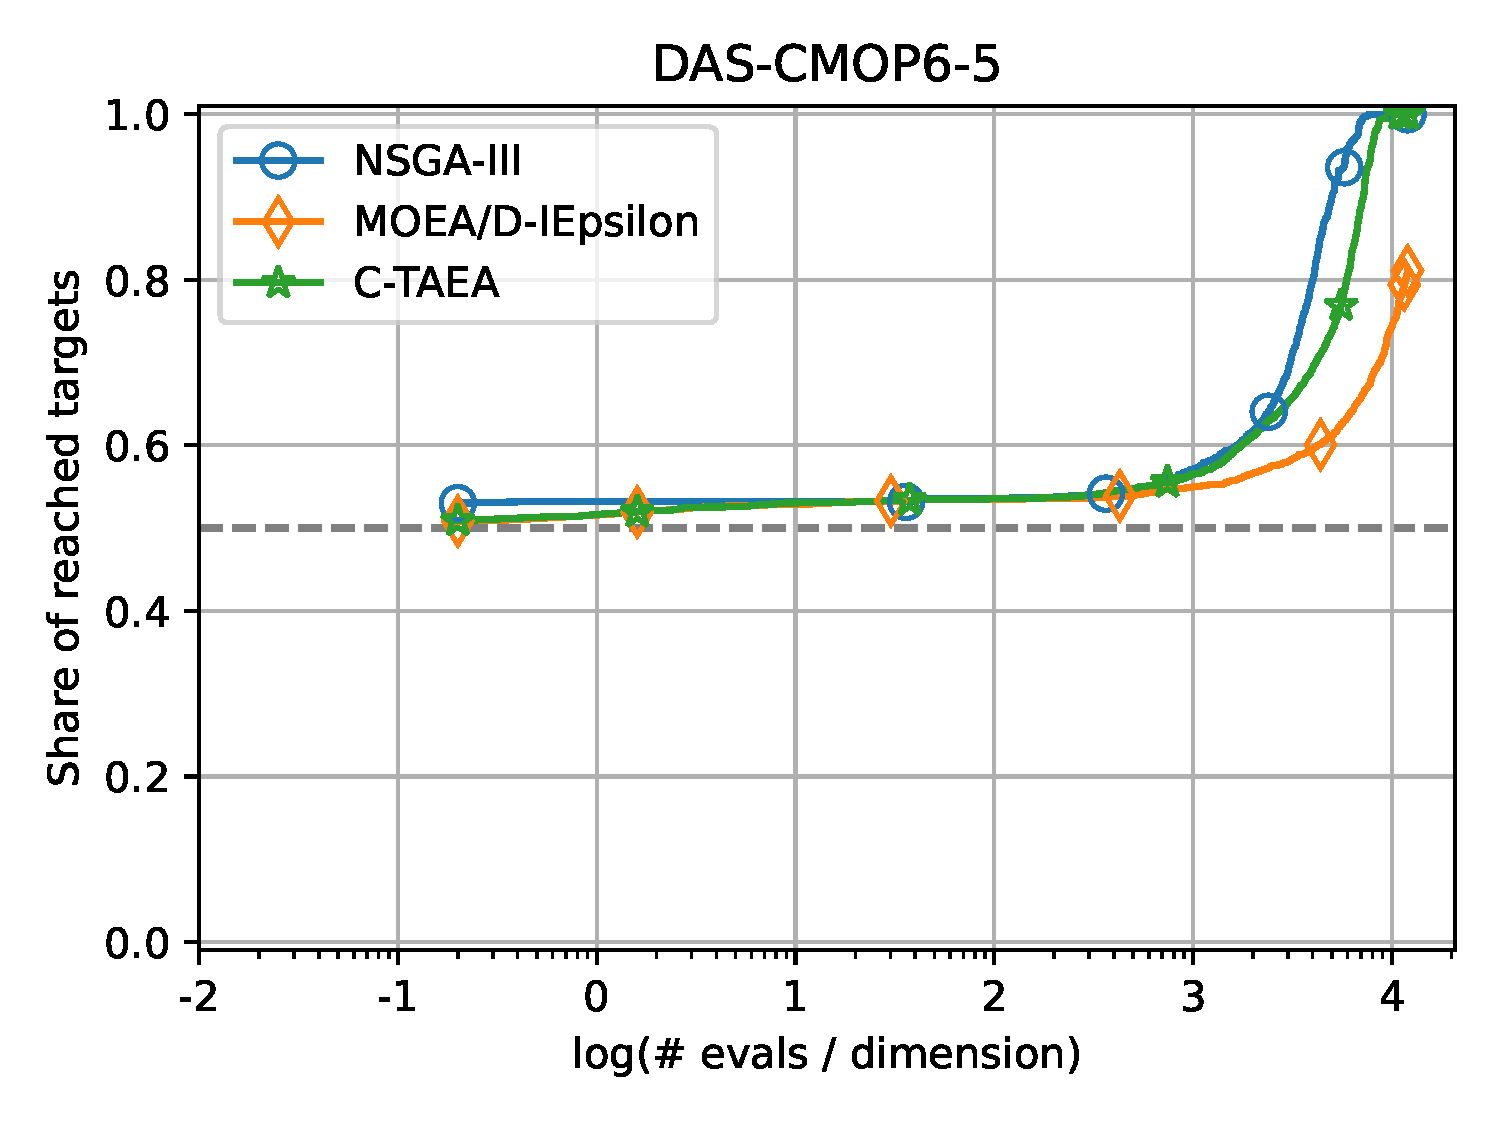 DAS-CMOP6-5
NSGA-III
MOEA/D-IEpsilon
C-TAEA
Share of reached targets
1.0
0.8
0.6
0.4
0.2
0.0
-2 -1 0 1 2 3 4
log(# evals / dimension)